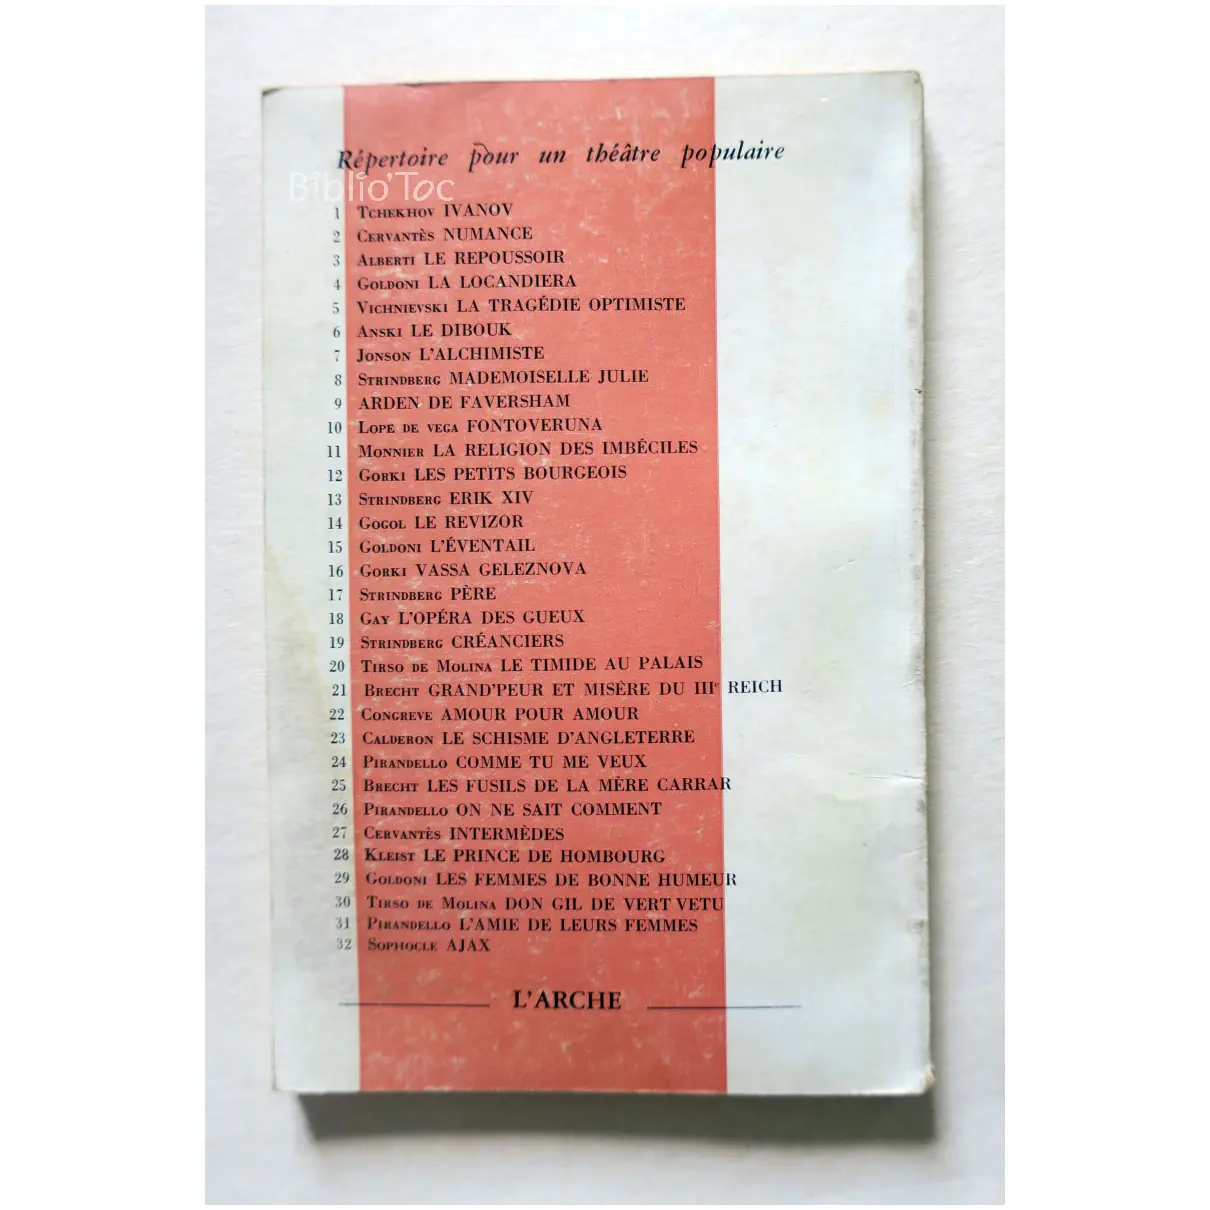 Répertoire pour un théâtre populaire
Biblio'Toc
1 TCHEKHOV IVANOV
2 CERVANTÈS NUMANCE
3 ALBERTI LE REPOUSSOIR
4 GOLDONI LA LOCANDIERA
5 VICHNIEVSKI LA TRAGÉDIE OPTIMISTE
6 ANSKI LE DIBOUK
7 JONSON L'ALCHIMISTE
8 STRINDBERG MADEMOISELLE JULIE
9 ARDEN DE FAVERSHAM
10 LOPE DE VEGA FONTOVERUNA
11 MONNIER LA RELIGION DES IMBÉCILES
12 GORKI LES PETITS BOURGEOIS
13 STRINDBERG ERIK XIV
14 GOGOL LE REVIZOR
15 GOLDONI L'ÉVENTAIL
16 GORKI VASSA GELEZNOVA
17 STRINDBERG PÈRE
18 GAY L'OPÉRA DES GUEUX
19 STRINDBERG CRÉANCIERS
20 TIRSO DE MOLINA LE TIMIDE AU PALAIS
21 BRECHT GRAND'PEUR ET MISÈRE DU IIIe REICH
22 CONGREVE AMOUR POUR AMOUR
23 CALDERON LE SCHISME D'ANGLETERRE
24 PIRANDELLO COMME TU ME VEUX
25 BRECHT LES FUSILS DE LA MÈRE CARRAR
26 PIRANDELLO ON NE SAIT COMMENT
27 CERVANTÈS INTERMÈDES
28 KLEIST LE PRINCE DE HOMBOURG
29 GOLDONI LES FEMMES DE BONNE HUMEUR
30 TIRSO DE MOLINA DON GIL DE VERT VETU
31 PIRANDELLO L'AMIE DE LEURS FEMMES
32 SOPHOCLE AJAX
L'ARCHE